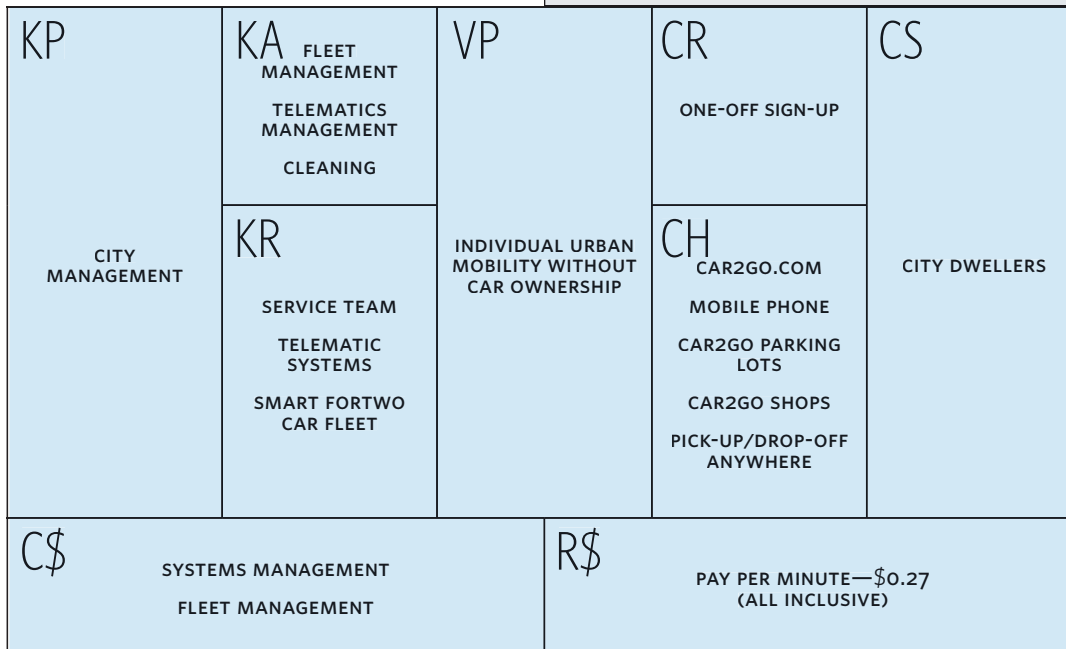 KP
CITY
MANAGEMENT
KA
FLEET
MANAGEMENT
TELEMATICS
MANAGEMENT
CLEANING
KR
SERVICE TEAM
TELEMATIC
SYSTEMS
SMART FORTWO
CAR FLEET
VP
INDIVIDUAL URBAN
MOBILITY WITHOUT
CAR OWNERSHIP
CR
ONE-OFF SIGN-UP
CH
CAR2GO.COM
MOBILE PHONE
CAR2GO PARKING
LOTS
CAR2GO SHOPS
PICK-UP/DROP-OFF
ANYWHERE
CS
CITY DWELLERS
C$
SYSTEMS MANAGEMENT
FLEET MANAGEMENT
R$
PAY PER MINUTE—$0.27
(ALL INCLUSIVE)